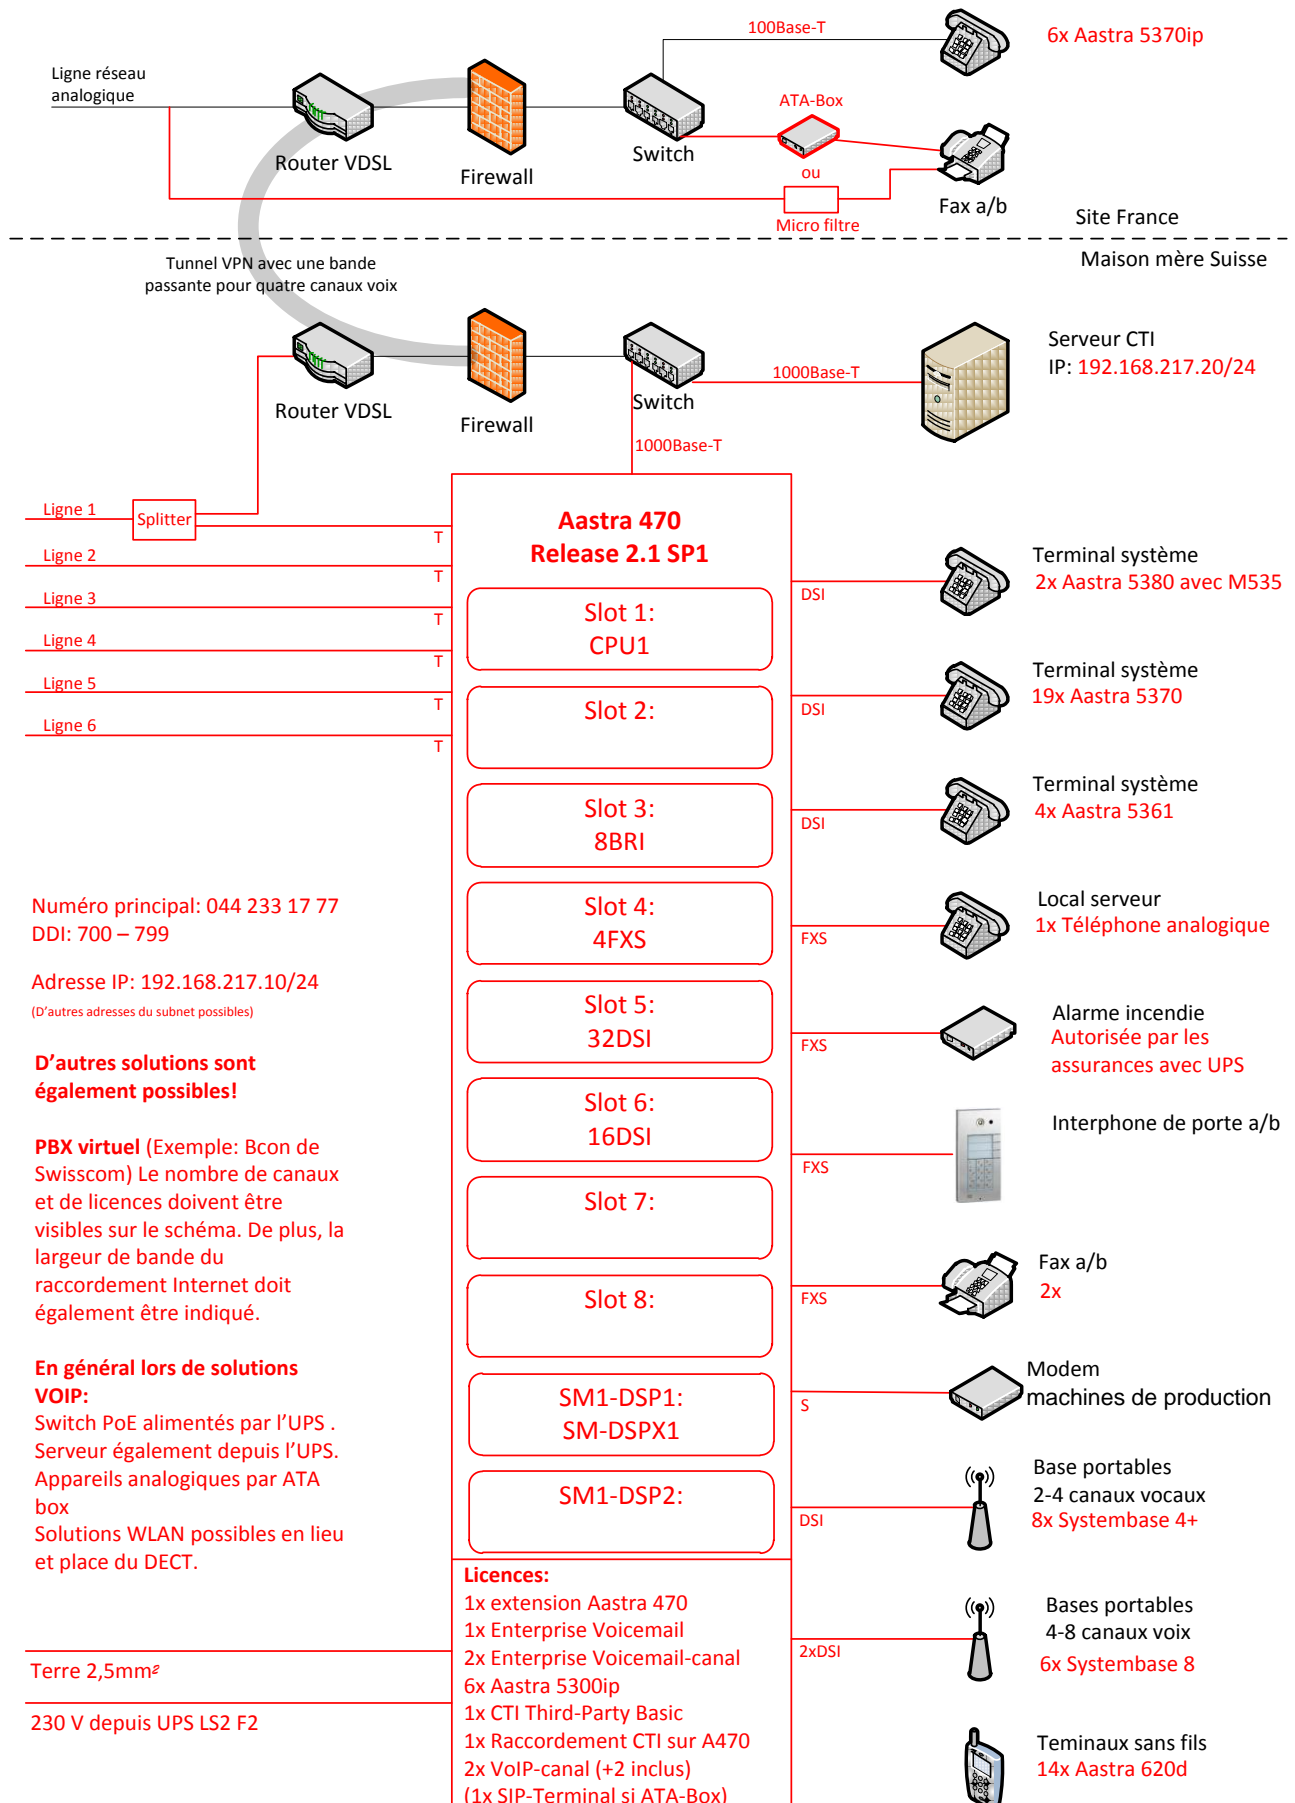 100Base-T
6x Aastra 5370ip
Ligne réseau
analogique
ATA-Box
Router VDSL
Firewall
Switch
ou
Micro filtre
Fax a/b
Site France
Maison mère Suisse
Tunnel VPN avec une bande
passante pour quatre canaux voix
Router VDSL
Firewall
Switch
1000Base-T
1000Base-T
Serveur CTI
IP: 192.168.217.20/24
Ligne 1
Splitter
T
Ligne 2
T
Ligne 3
T
Ligne 4
T
Ligne 5
T
Ligne 6
T
Aastra 470
Release 2.1 SP1
Slot 1:
CPU1
Slot 2:
Slot 3:
8BRI
Slot 4:
4FXS
Slot 5:
32DSI
Slot 6:
16DSI
Slot 7:
Slot 8:
SM1-DSP1:
SM-DSPX1
SM1-DSP2:
Licences:
1x extension Aastra 470
1x Enterprise Voicemail
2x Enterprise Voicemail-canal
6x Aastra 5300ip
1x CTI Third-Party Basic
1x Raccordement CTI sur A470
2x VoIP-canal (+2 inclus)
(1x SIP-Terminal si ATA-Box)
DSI
Terminal système
2x Aastra 5380 avec M535
DSI
Terminal système
19x Aastra 5370
DSI
Terminal système
4x Aastra 5361
FXS
Local serveur
1x Téléphone analogique
FXS
Alarme incendie
Autorisée par les
assurances avec UPS
FXS
Interphone de porte a/b
FXS
Fax a/b
2x
S
Modem
machines de production
DSI
Base portables
2-4 canaux vocaux
8x Systembase 4+
2xDSI
Bases portables
4-8 canaux voix
6x Systembase 8
Teminaux sans fils
14x Aastra 620d
Numéro principal: 044 233 17 77
DDI: 700 – 799
Adresse IP: 192.168.217.10/24
(D'autres adresses du subnet possibles)
D'autres solutions sont
également possibles!
PBX virtuel (Exemple: Bcon de
Swisscom) Le nombre de canaux
et de licences doivent être
visibles sur le schéma. De plus, la
largeur de bande du
raccordement Internet doit
également être indiqué.
En général lors de solutions
VOIP:
Switch PoE alimentés par l'UPS .
Serveur également depuis l'UPS.
Appareils analogiques par ATA
box
Solutions WLAN possibles en lieu
et place du DECT.
Terre 2,5mm²
230 V depuis UPS LS2 F2